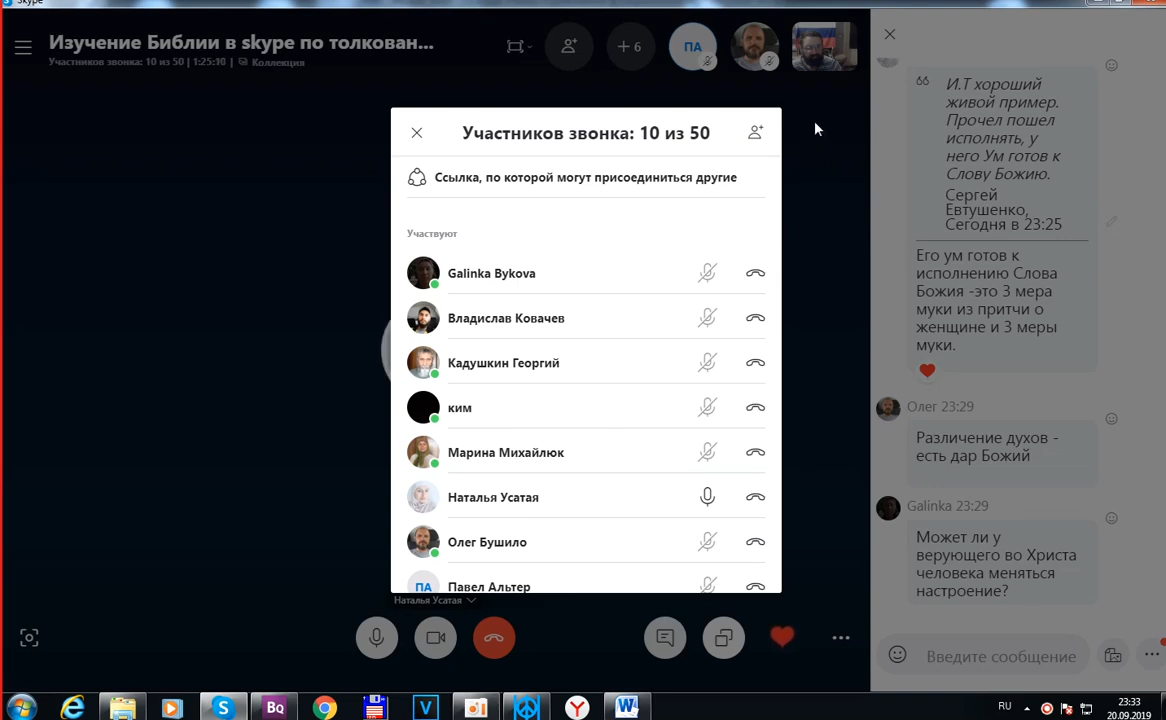 Skype
Изучение Библии в skype по толкован...
Участников звонка: 10 из 50 | 1:25:10 | Коллекция
+6
ПА
Участников звонка: 10 из 50
Ссылка, по которой могут присоединиться другие
Участвуют
Galinka Bykova
Владислав Ковачев
Кадушкин Георгий
ким
Марина Михайлюк
Наталья Усатая
Олег Бушило
ПА
Павел Альтер
Наталья Усатая
И.Т хороший
живой пример.
Прочел пошел
исполнять, у
него Ум готов к
Слову Божию.
Сергей
Евтушенко,
Сегодня в 23:25
Его ум готов к
исполнению Слова
Божия -это 3 мера
муки из притчи о
женщине и 3 меры
муки.
Олег 23:29
Различение духов -
есть дар Божий
Galinka 23:29
Может ли у
верующего во Христа
человека меняться
настроение?
Введите сообщение
Bq
V
RU
23:33
20.09.2019